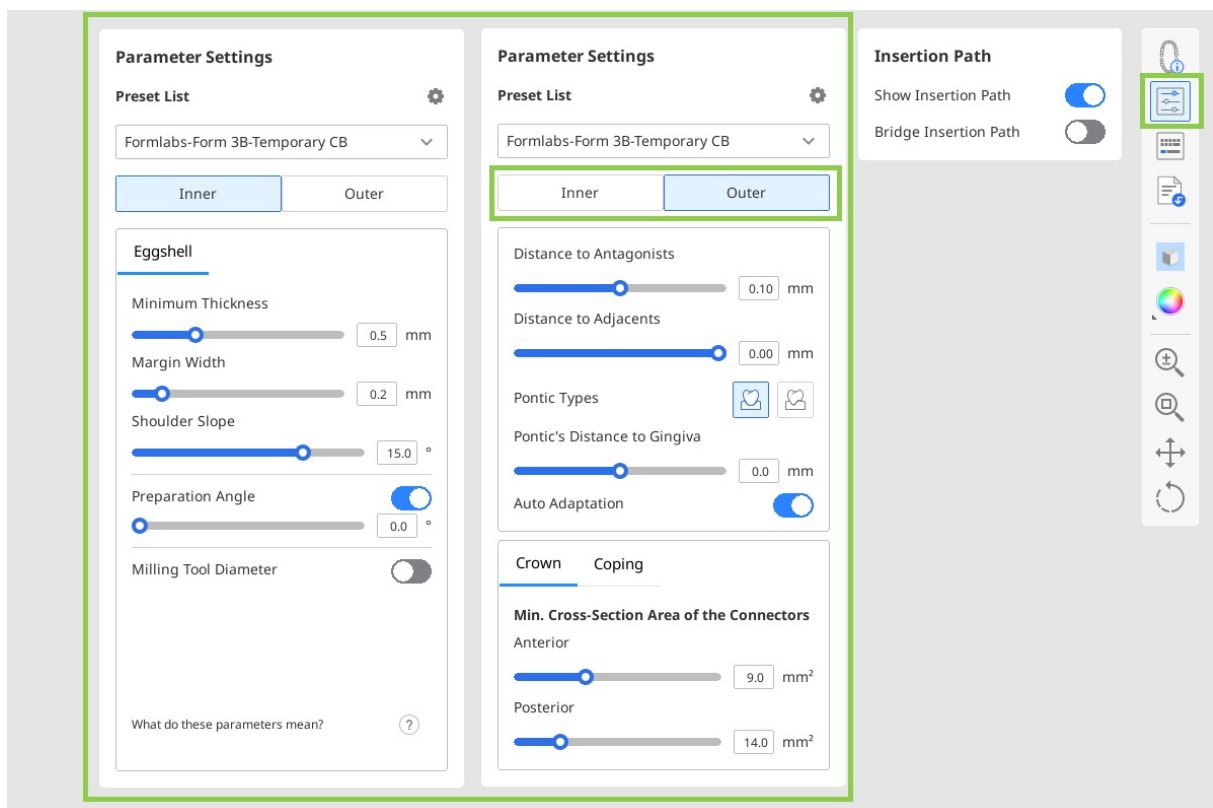 Parameter Settings
Preset List
Formlabs-Form 3B-Temporary CB
Inner
Outer
Eggshell
Minimum Thickness
0.5 mm
Margin Width
0.2 mm
Shoulder Slope
15.0 °
Preparation Angle
0.0 °
Milling Tool Diameter
What do these parameters mean?
?
Parameter Settings
Preset List
Formlabs-Form 3B-Temporary CB
Inner
Outer
Distance to Antagonists
0.10 mm
Distance to Adjacents
0.00 mm
Pontic Types
Pontic's Distance to Gingiva
0.0 mm
Auto Adaptation
Crown
Coping
Min. Cross-Section Area of the Connectors
Anterior
9.0 mm²
Posterior
14.0 mm²
Insertion Path
Show Insertion Path
Bridge Insertion Path